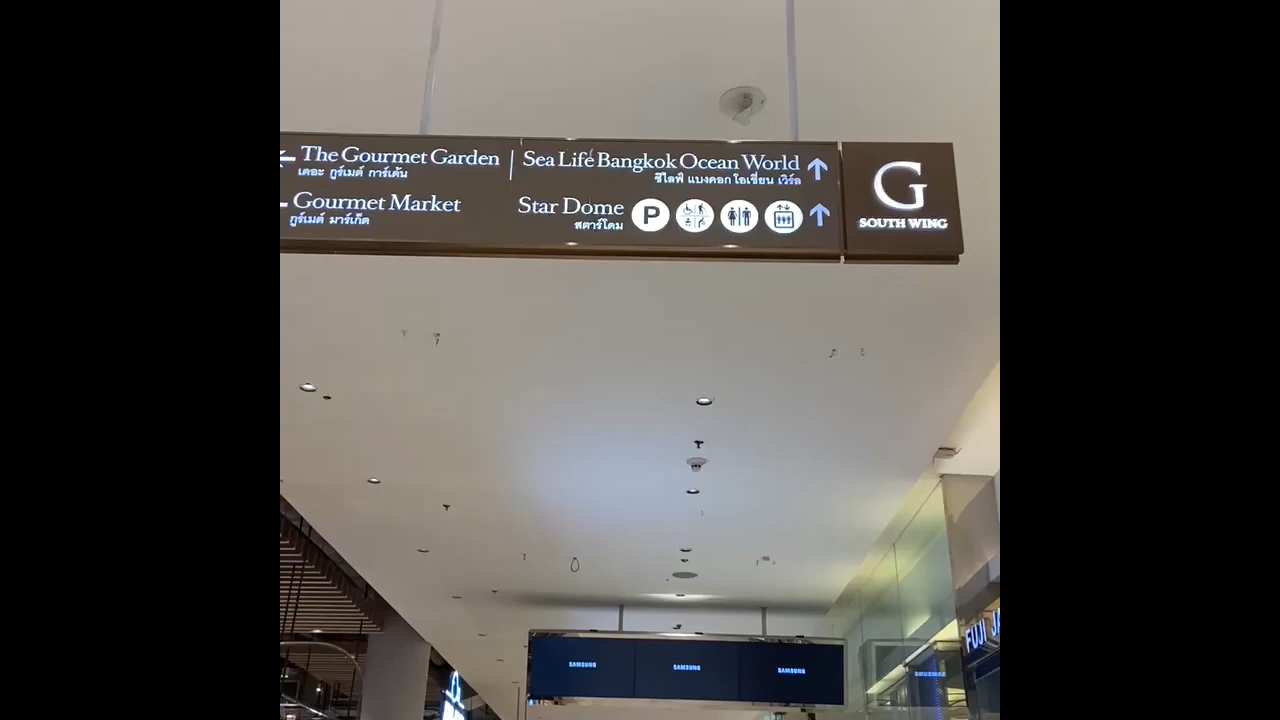 The Gourmet Garden
เดอะ กูร์เมต์ การ์เด้น
Gourmet Market
กูร์เมต์ มาร์เก็ต
Sea Life Bangkok Ocean World
ซีไลฟ์ แบงคอก โอเชี่ยน เวิร์ล
Star Dome
สตาร์โดม
P
G
SOUTH WING
SAMSUNG
SAMSUNG
SAMSUNG
FUJI